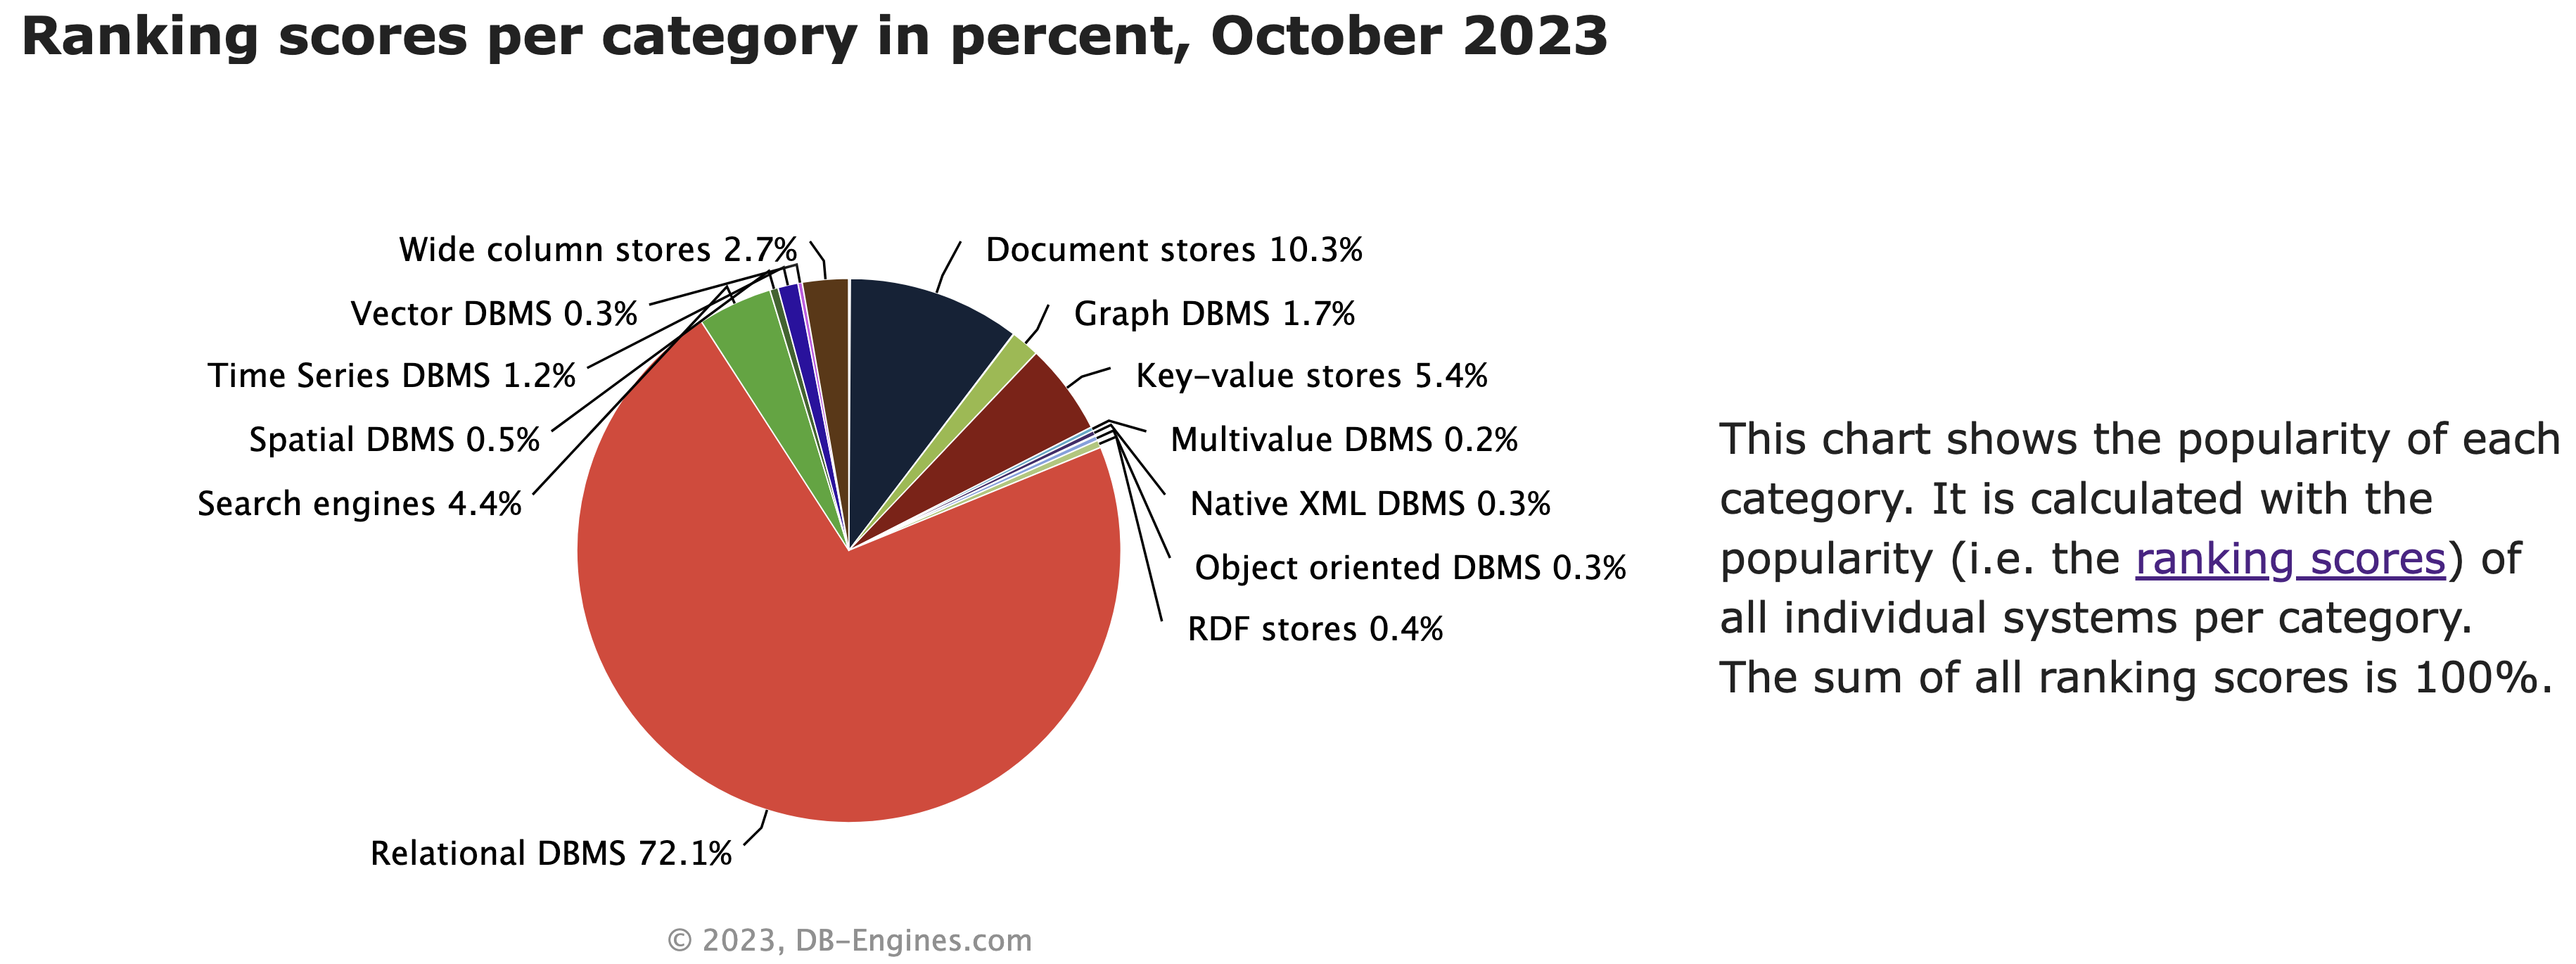 Ranking scores per category in percent, October 2023
Wide column stores 2.7%
Document stores 10.3%
Vector DBMS 0.3%
Graph DBMS 1.7%
Time Series DBMS 1.2%
Key-value stores 5.4%
Spatial DBMS 0.5%
Multivalue DBMS 0.2%
Search engines 4.4%
Native XML DBMS 0.3%
Object oriented DBMS 0.3%
RDF stores 0.4%
Relational DBMS 72.1%
© 2023, DB-Engines.com
This chart shows the popularity of each
category. It is calculated with the
popularity (i.e. the ranking scores) of
all individual systems per category.
The sum of all ranking scores is 100%.